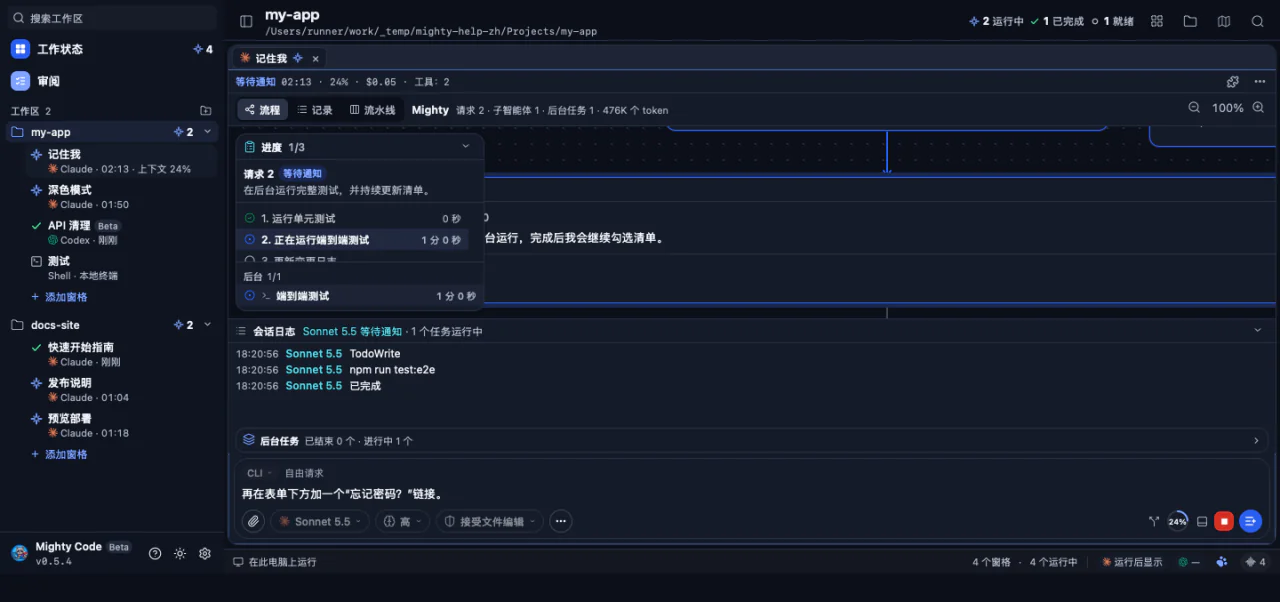 搜索工作区
工作状态
4
审阅
工作区 2
my-app
2
记住我
Claude · 02:13 · 上下文 24%
深色模式
Claude · 01:50
API 清理 Beta
Codex · 刚刚
测试
Shell · 本地终端
+ 添加窗格
docs-site
2
快速开始指南
Claude · 刚刚
发布说明
Claude · 01:04
预览部署
Claude · 01:18
+ 添加窗格
Mighty Code Beta
v0.5.4
my-app
/Users/runner/work/_temp/mighty-help-zh/Projects/my-app
2 运行中 1 已完成 1 就绪
记住我
等待通知 02:13 · 24% · $0.05 · 工具: 2
流程 记录 流水线 Mighty 请求 2 · 子智能体 1 · 后台任务 1 · 476K 个 token
100%
进度 1/3
请求 2 等待通知
在后台运行完整测试，并持续更新清单。
1. 运行单元测试 0 秒
2. 正在运行端到端测试 1 分 0 秒
3. 更新变更日志
后台 1/1
端到端测试 1 分 0 秒
台运行，完成后我会继续勾选清单。
会话日志 Sonnet 5.5 等待通知 · 1 个任务运行中
18:20:56 Sonnet 5.5 TodoWrite
18:20:56 Sonnet 5.5 npm run test:e2e
18:20:56 Sonnet 5.5 已完成
后台任务 已结束 0 个 · 进行中 1 个
CLI 自由请求
再在表单下方加一个“忘记密码？”链接。
Sonnet 5.5 高 接受文件编辑
24%
在此电脑上运行
4 个窗格 · 4 个运行中 运行后显示 — 4